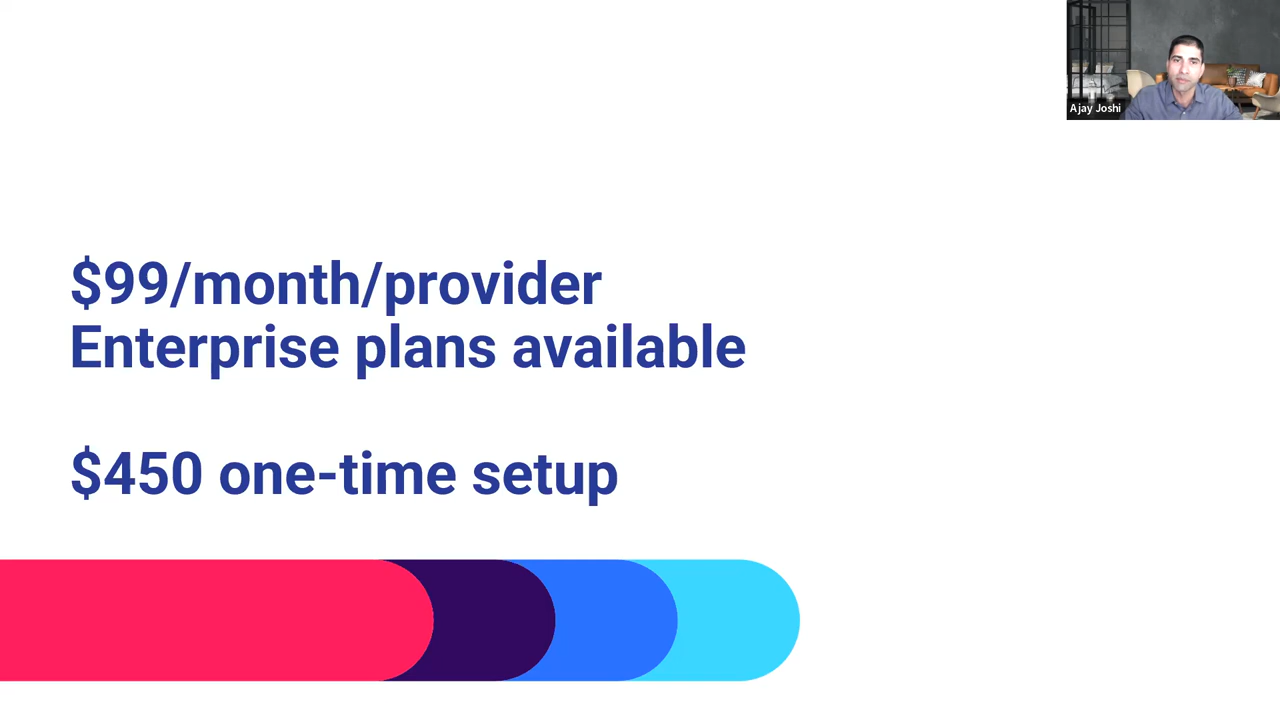 Ajay Joshi
$99/month/provider
Enterprise plans available
$450 one-time setup